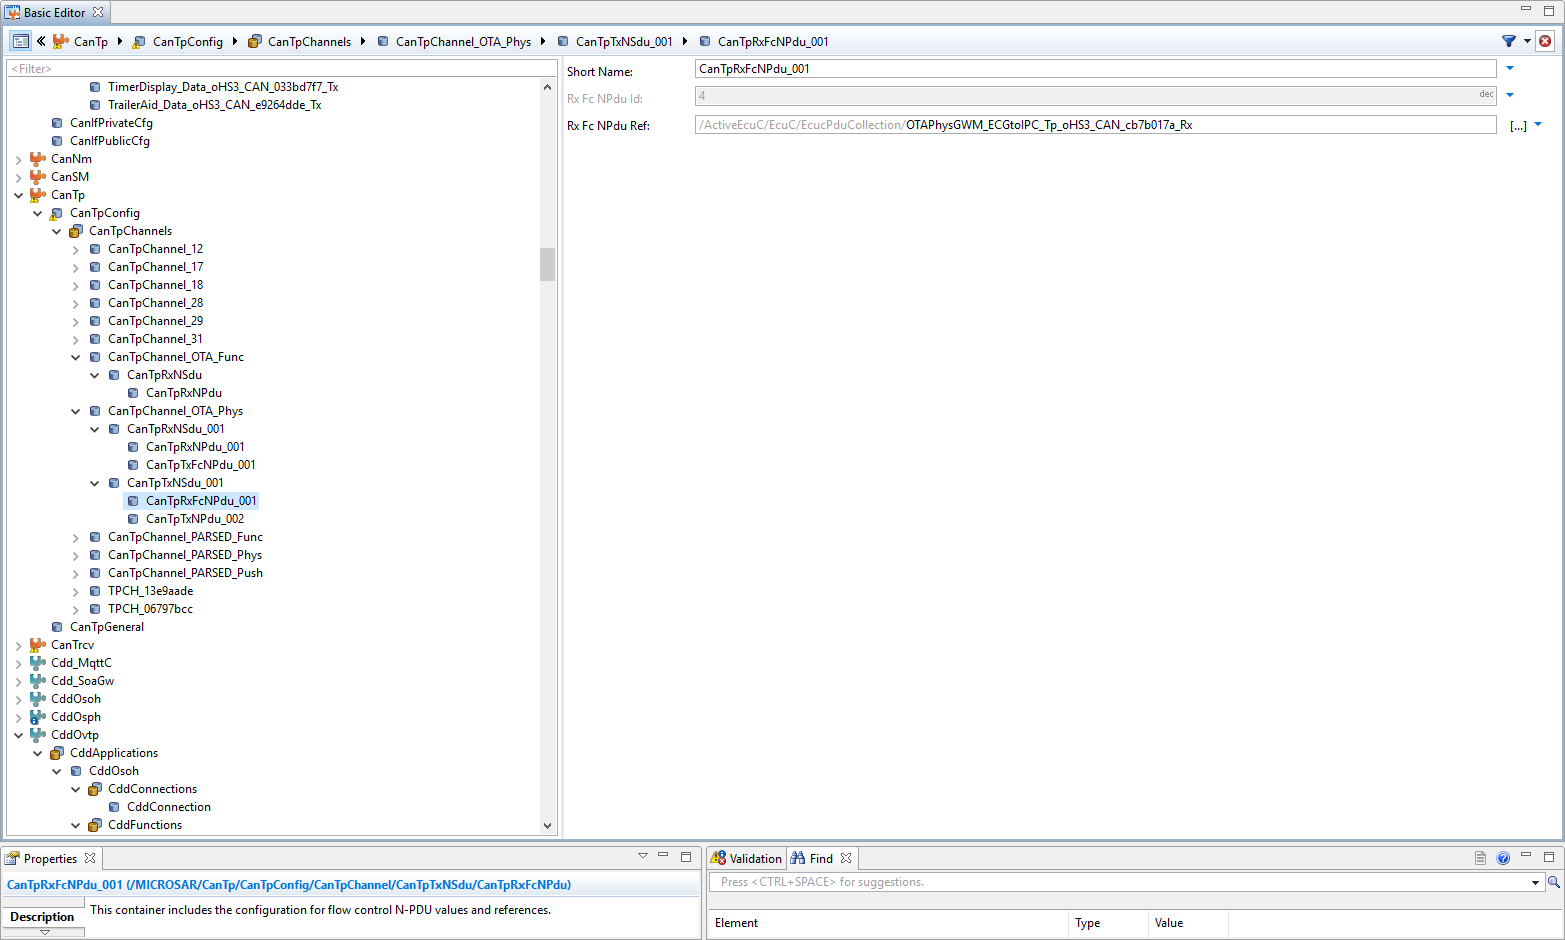 Basic Editor
CanTp CanTpConfig CanTpChannels CanTpChannel_OTA_Phys CanTpTxNSdu_001 CanTpRxFcNPdu_001
<Filter>
TimerDisplay_Data_oHS3_CAN_033bd7f7_Tx
TrailerAid_Data_oHS3_CAN_e9264dde_Tx
CanIfPrivateCfg
CanIfPublicCfg
CanNm
CanSM
CanTp
CanTpConfig
CanTpChannels
CanTpChannel_12
CanTpChannel_17
CanTpChannel_18
CanTpChannel_28
CanTpChannel_29
CanTpChannel_31
CanTpChannel_OTA_Func
CanTpRxNSdu
CanTpRxNPdu
CanTpChannel_OTA_Phys
CanTpRxNSdu_001
CanTpRxNPdu_001
CanTpTxFcNPdu_001
CanTpTxNSdu_001
CanTpRxFcNPdu_001
CanTpTxNPdu_002
CanTpChannel_PARSED_Func
CanTpChannel_PARSED_Phys
CanTpChannel_PARSED_Push
TPCH_13e9aade
TPCH_06797bcc
CanTpGeneral
CanTrcv
Cdd_MqttC
Cdd_SoaGw
CddOsoh
CddOsph
CddOvtp
CddApplications
CddOsoh
CddConnections
CddConnection
CddFunctions
Short Name: CanTpRxFcNPdu_001
Rx Fc NPdu Id: 4 dec
Rx Fc NPdu Ref: /ActiveEcuC/EcuC/EcucPduCollection/OTAPhysGWM_ECGtoIPC_Tp_oHS3_CAN_cb7b017a_Rx [...]
Properties
CanTpRxFcNPdu_001 (/MICROSAR/CanTp/CanTpConfig/CanTpChannel/CanTpTxNSdu/CanTpRxFcNPdu)
Description This container includes the configuration for flow control N-PDU values and references.
Validation Find
Press <CTRL+SPACE> for suggestions.
Element Type Value